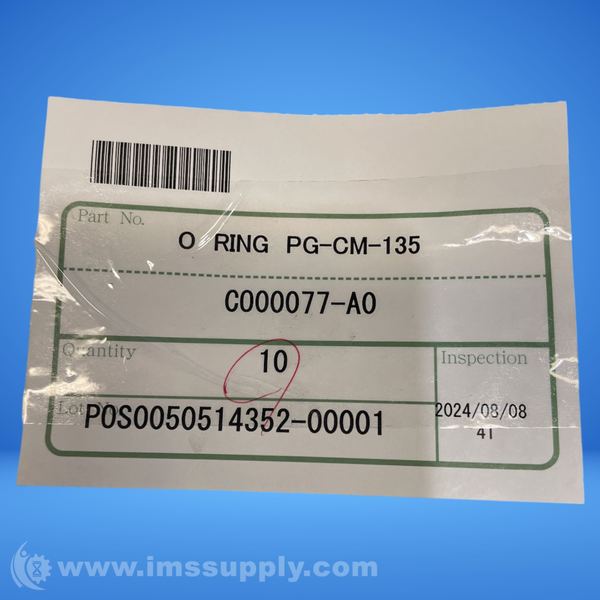 Part No.
O RING PG-CM-135
C000077-A0
Quantity
10
Inspection
Lot
POS0050514352-00001
2024/08/08
41
www.imssupply.com